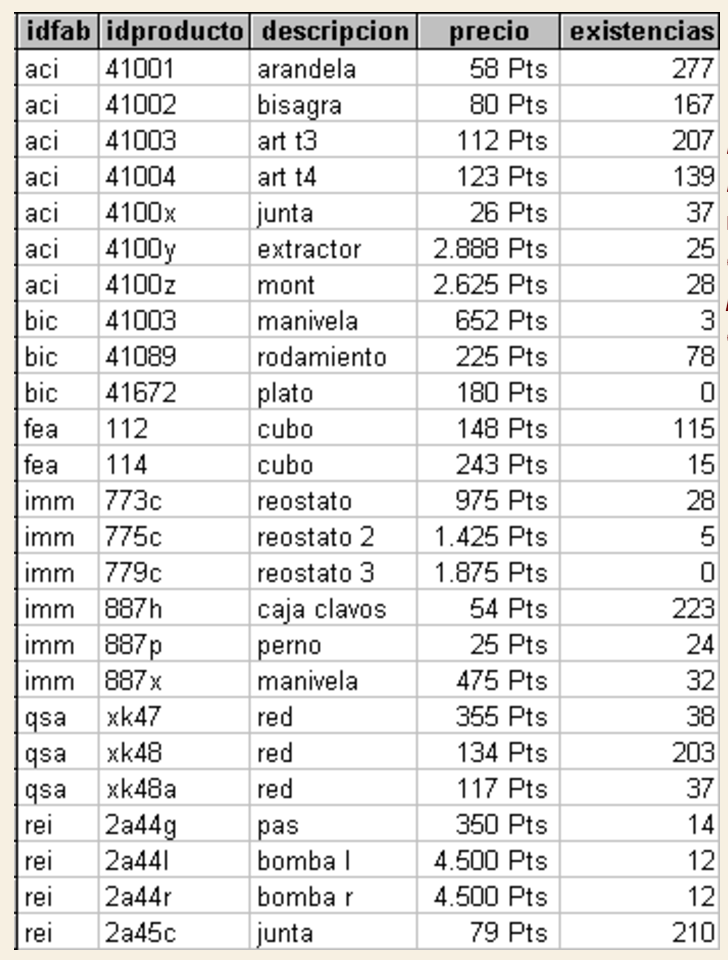 idfab idproducto descripcion precio existencias
aci 41001 arandela 58 Pts 277
aci 41002 bisagra 80 Pts 167
aci 41003 art t3 112 Pts 207
aci 41004 art t4 123 Pts 139
aci 4100x junta 26 Pts 37
aci 4100y extractor 2.888 Pts 25
aci 4100z mont 2.625 Pts 28
bic 41003 manivela 652 Pts 3
bic 41089 rodamiento 225 Pts 78
bic 41672 plato 180 Pts 0
fea 112 cubo 148 Pts 115
fea 114 cubo 243 Pts 15
imm 773c reostato 975 Pts 28
imm 775c reostato 2 1.425 Pts 5
imm 779c reostato 3 1.875 Pts 0
imm 887h caja clavos 54 Pts 223
imm 887p perno 25 Pts 24
imm 887x manivela 475 Pts 32
qsa xk47 red 355 Pts 38
qsa xk48 red 134 Pts 203
qsa xk48a red 117 Pts 37
rei 2a44g pas 350 Pts 14
rei 2a44l bomba l 4.500 Pts 12
rei 2a44r bomba r 4.500 Pts 12
rei 2a45c junta 79 Pts 210